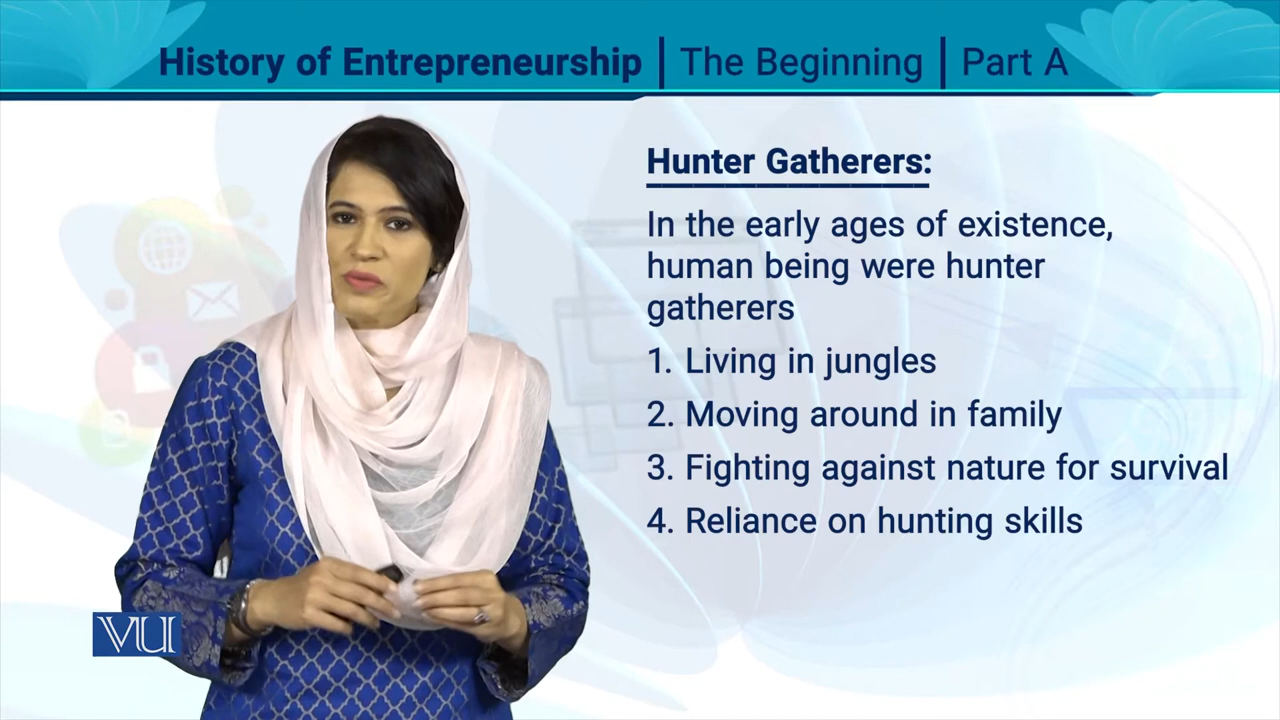 History of Entrepreneurship | The Beginning | Part A
Hunter Gatherers:
In the early ages of existence,
human being were hunter
gatherers
1. Living in jungles
2. Moving around in family
3. Fighting against nature for survival
4. Reliance on hunting skills
VU